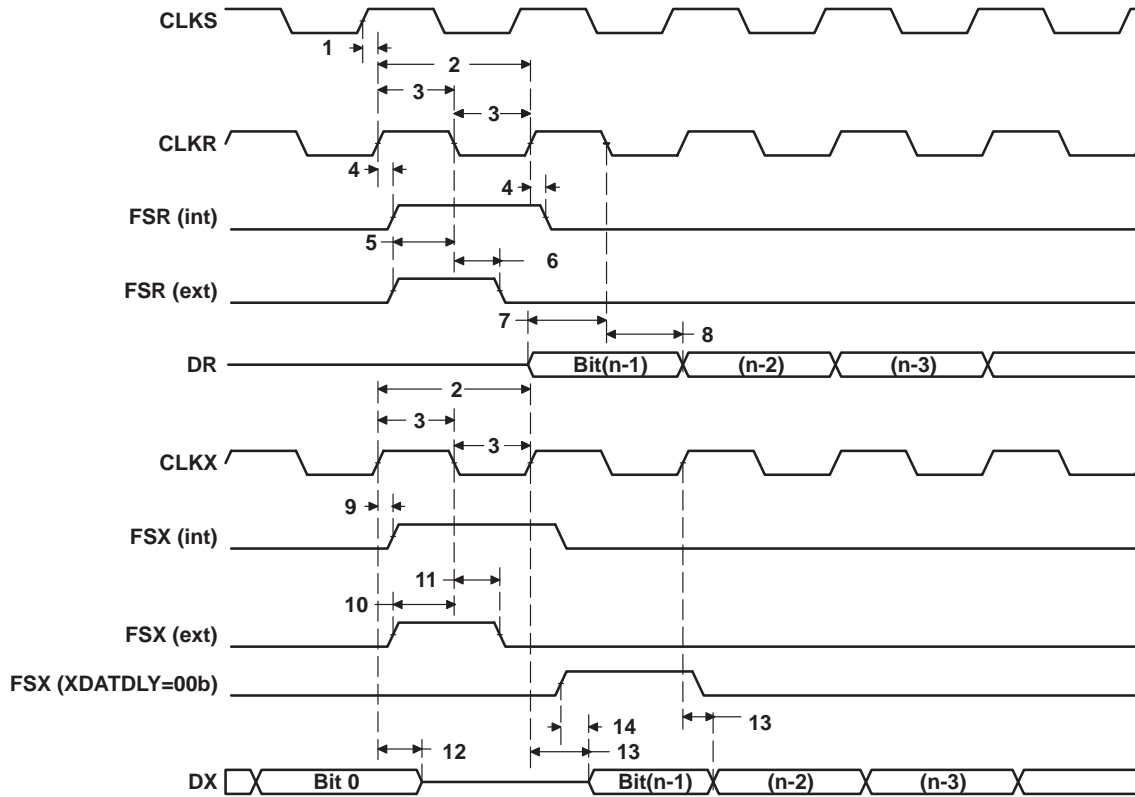 CLKS
1
2
3
3
CLKR
4
4
FSR (int)
5
6
FSR (ext)
7
8
DR
Bit(n-1)
(n-2)
(n-3)
2
3
3
CLKX
9
FSX (int)
11
10
FSX (ext)
FSX (XDATDLY=00b)
14
13
12
13
DX
Bit 0
Bit(n-1)
(n-2)
(n-3)